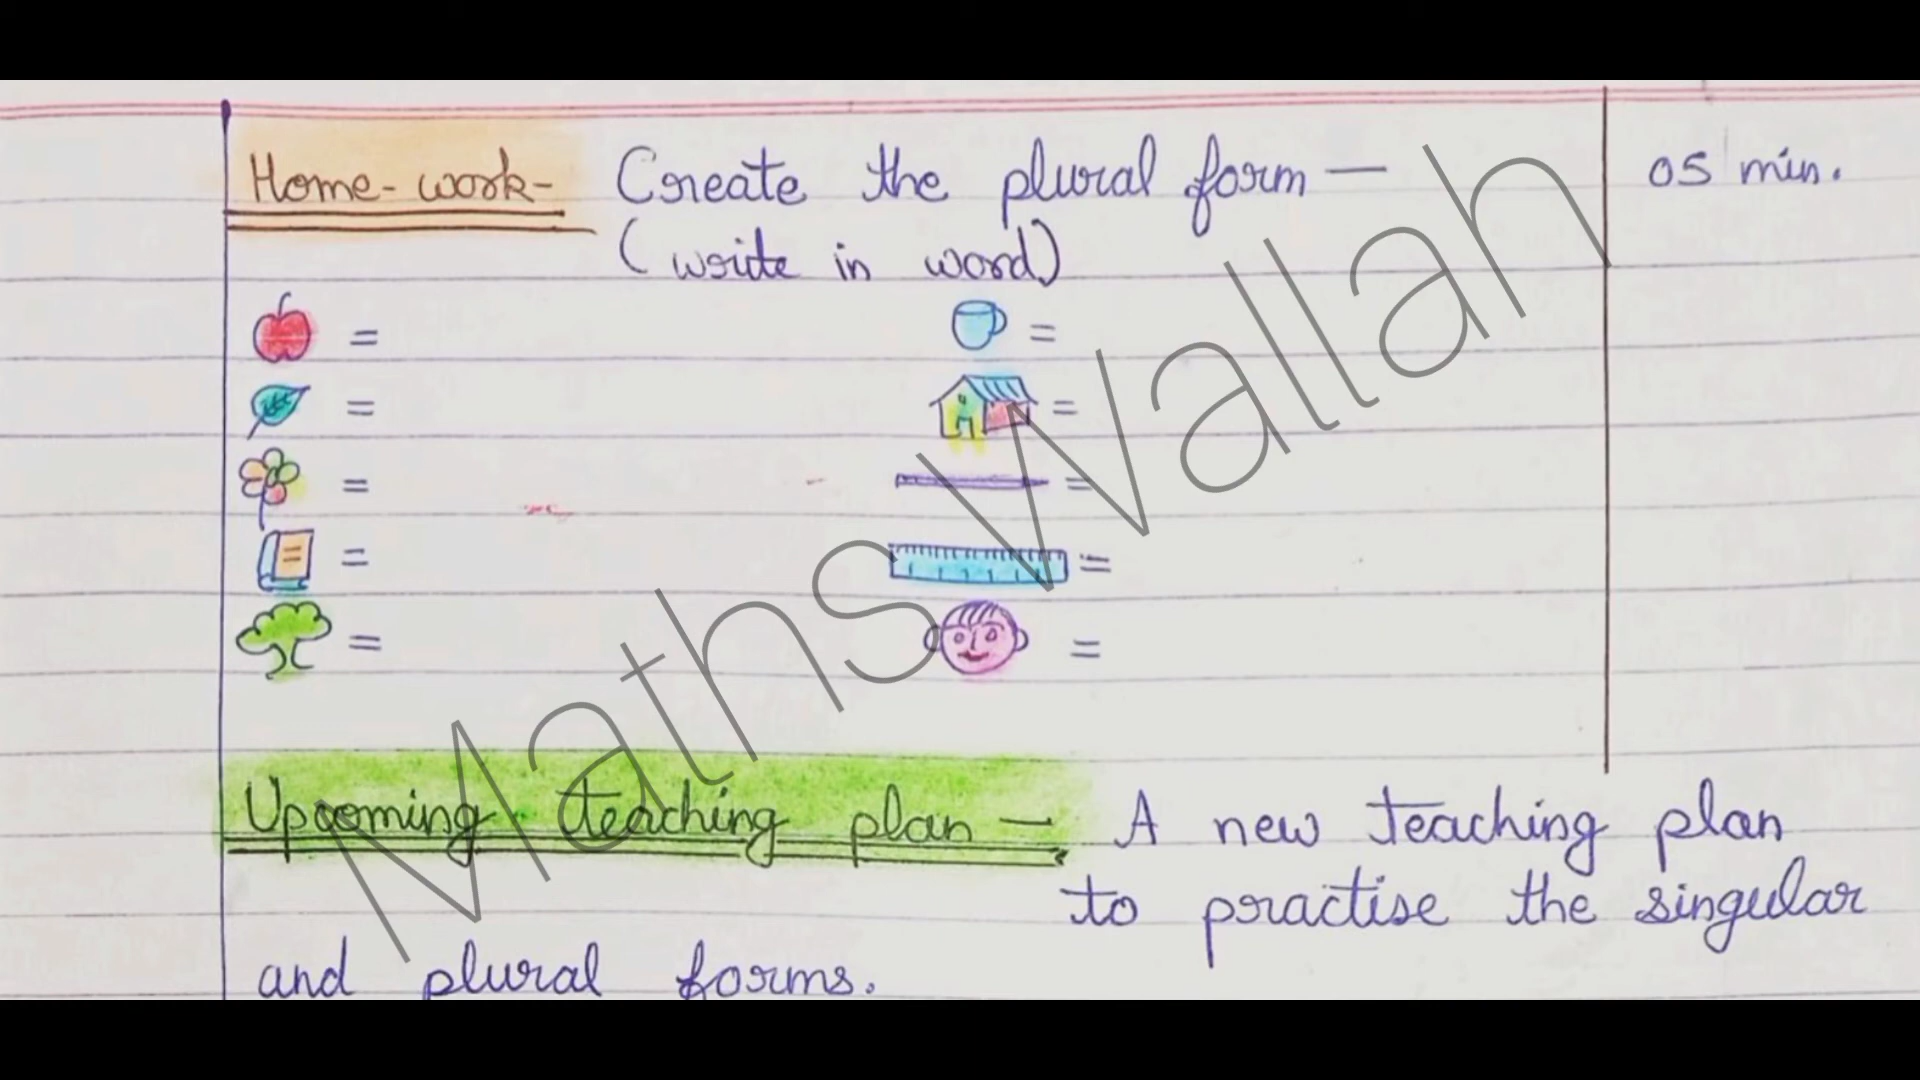 Home-work- Create the plural form — 05 min.
(write in word)
= =
= =
= =
= =
= =
Upcoming teaching plan — A new teaching plan
to practise the singular
and plural forms.
Maths Wallah